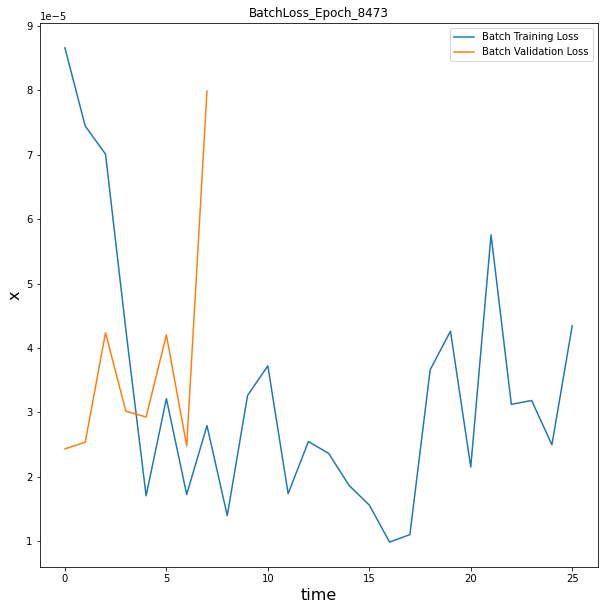 BatchLoss_Epoch_8473
1e−5
Batch Training Loss
Batch Validation Loss
9
8
7
6
5
4
3
2
1
x
0 5 10 15 20 25
time